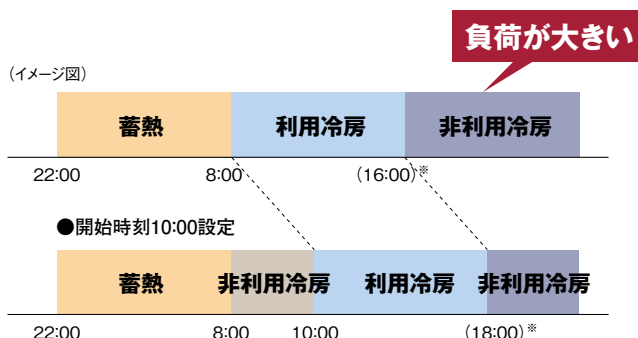 負荷が大きい
（イメージ図）
蓄熱 利用冷房 非利用冷房
22:00 8:00 (16:00)※
●開始時刻10:00設定
蓄熱 非利用冷房 利用冷房 非利用冷房
22:00 8:00 10:00 (18:00)※